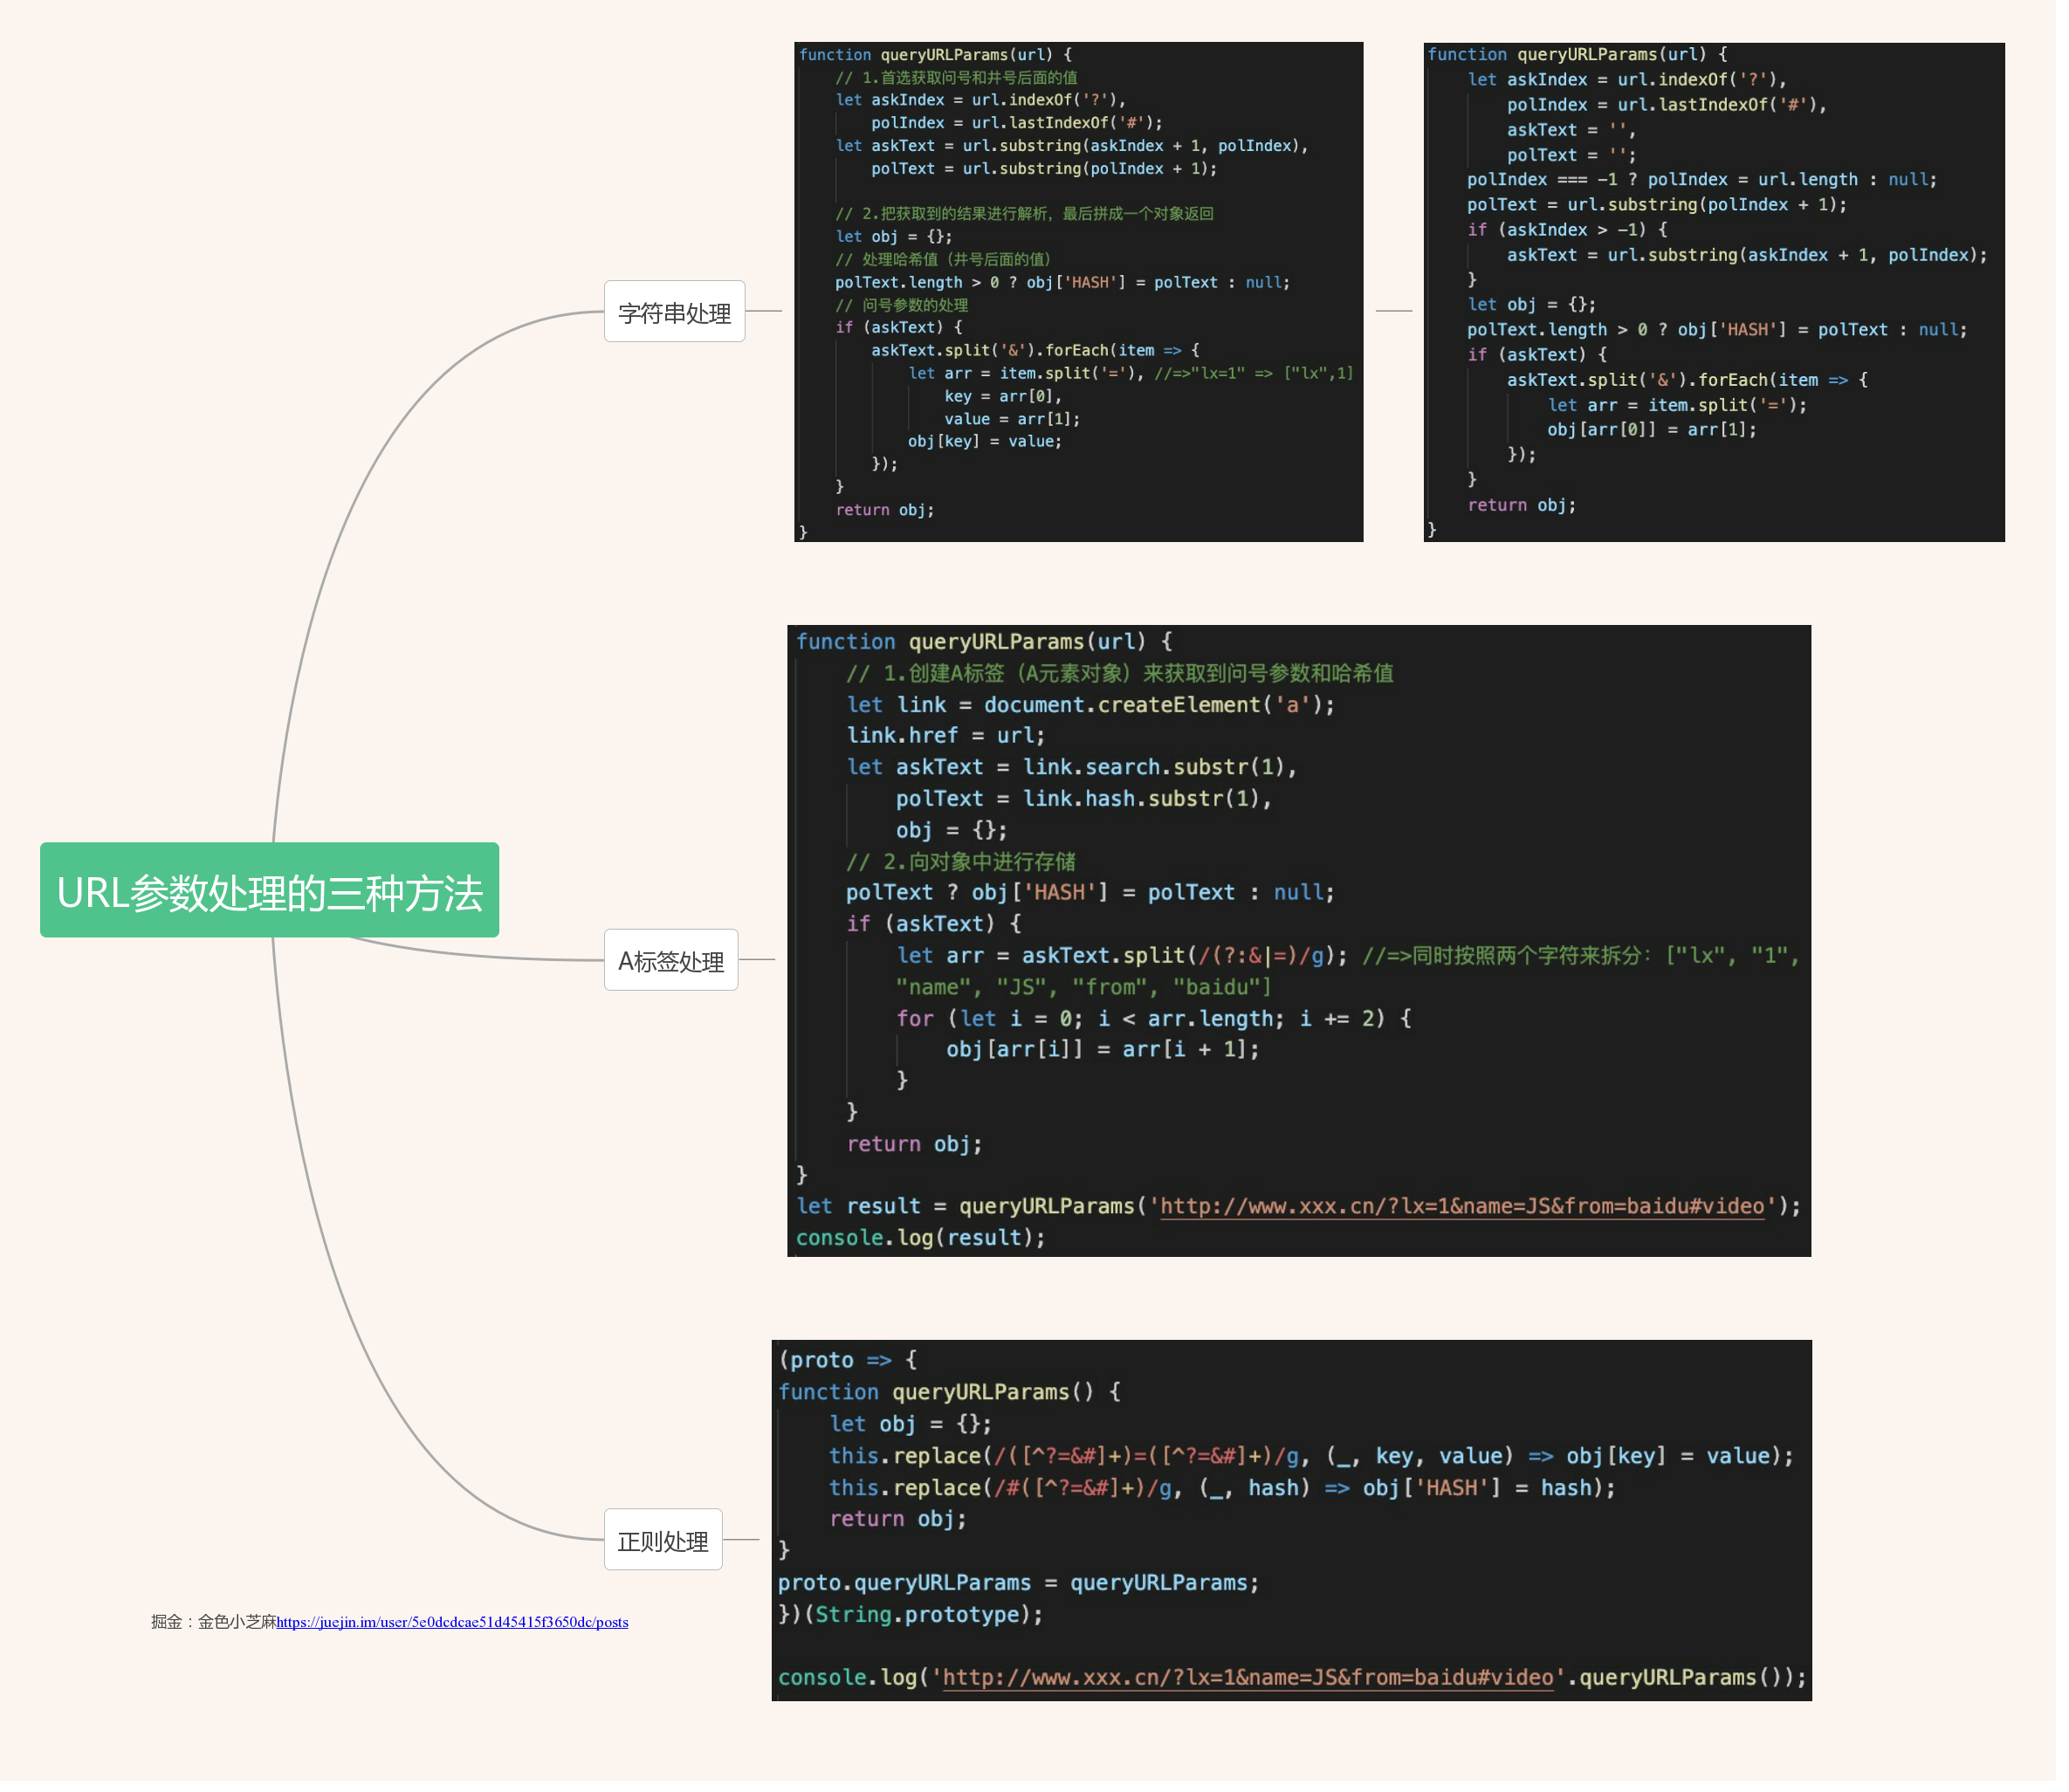 URL参数处理的三种方法
字符串处理
function queryURLParams(url) {
    // 1.首选获取问号和井号后面的值
    let askIndex = url.indexOf('?'),
        polIndex = url.lastIndexOf('#');
    let askText = url.substring(askIndex + 1, polIndex),
        polText = url.substring(polIndex + 1);
    // 2.把获取到的结果进行解析，最后拼成一个对象返回
    let obj = {};
    // 处理哈希值（井号后面的值）
    polText.length > 0 ? obj['HASH'] = polText : null;
    // 问号参数的处理
    if (askText) {
        askText.split('&').forEach(item => {
            let arr = item.split('='), //=>"lx=1" => ["lx",1]
                key = arr[0],
                value = arr[1];
            obj[key] = value;
        });
    }
    return obj;
}
function queryURLParams(url) {
    let askIndex = url.indexOf('?'),
        polIndex = url.lastIndexOf('#'),
        askText = '',
        polText = '';
    polIndex === -1 ? polIndex = url.length : null;
    polText = url.substring(polIndex + 1);
    if (askIndex > -1) {
        askText = url.substring(askIndex + 1, polIndex);
    }
    let obj = {};
    polText.length > 0 ? obj['HASH'] = polText : null;
    if (askText) {
        askText.split('&').forEach(item => {
            let arr = item.split('=');
            obj[arr[0]] = arr[1];
        });
    }
    return obj;
}
A标签处理
function queryURLParams(url) {
    // 1.创建A标签（A元素对象）来获取到问号参数和哈希值
    let link = document.createElement('a');
    link.href = url;
    let askText = link.search.substr(1),
        polText = link.hash.substr(1),
        obj = {};
    // 2.向对象中进行存储
    polText ? obj['HASH'] = polText : null;
    if (askText) {
        let arr = askText.split(/(?:&|=)/g); //=>同时按照两个字符来拆分：["lx", "1",
        "name", "JS", "from", "baidu"]
        for (let i = 0; i < arr.length; i += 2) {
            obj[arr[i]] = arr[i + 1];
        }
    }
    return obj;
}
let result = queryURLParams('http://www.xxx.cn/?lx=1&name=JS&from=baidu#video');
console.log(result);
正则处理
(proto => {
function queryURLParams() {
    let obj = {};
    this.replace(/([^?=&#]+)=([^?=&#]+)/g, (_, key, value) => obj[key] = value);
    this.replace(/#([^?=&#]+)/g, (_, hash) => obj['HASH'] = hash);
    return obj;
}
proto.queryURLParams = queryURLParams;
})(String.prototype);
console.log('http://www.xxx.cn/?lx=1&name=JS&from=baidu#video'.queryURLParams());
掘金：金色小芝麻https://juejin.im/user/5e0dcdcae51d45415f3650dc/posts